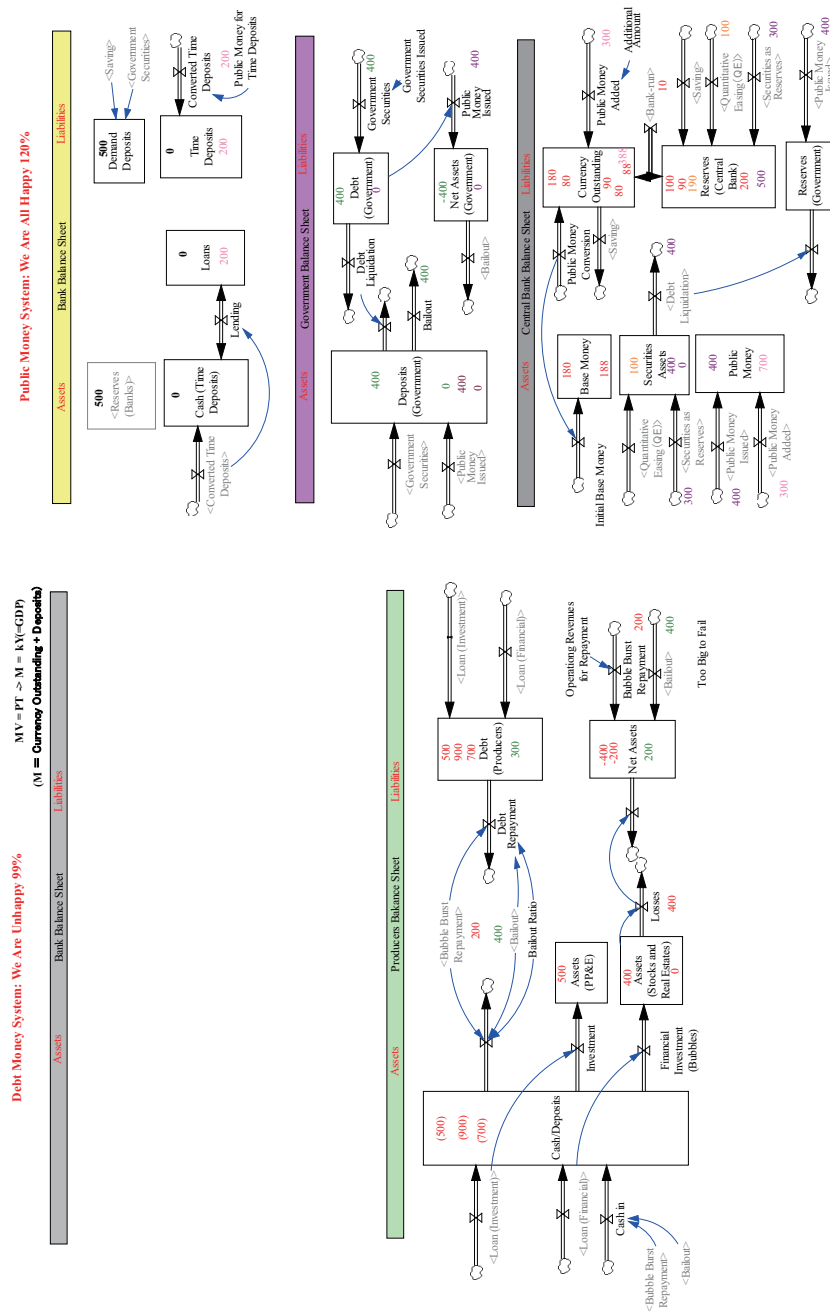 Debt Money System: We Are Unhappy 99%
MV = PT -> M = kY(=GDP)
(M = Currency Outstanding + Deposits)
Assets
Bank Balance Sheet
Liabilities
Assets
Producers Bakance Sheet
Liabilities
(500)
(900)
(700)
Cash/Deposits
<Loan (Investment)>
<Loan (Financial)>
Cash in
<Bubble Burst
Repayment>
<Bailout>
<Bubble Burst
Repayment>
200
400
<Bailout>
Bailout Ratio
Investment
500
Assets
(PP&E)
Financial
Investment
(Bubbles)
400
Assets
(Stocks and
Real Estates)
0
Losses
400
Debt
Repayment
500
900
700
Debt
(Producers)
300
<Loan (Investment)>
<Loan (Financial)>
-400
-200
Net Assets
200
Operationg Revenues
for Repayment
Bubble Burst
Repayment
200
<Bailout>
400
Too Big to Fail
Public Money System: We Are All Happy 120%
Assets
Bank Balance Sheet
Liabilities
500
<Reserves
(Banks)>
0
Cash (Time
Deposits)
<Converted Time
Deposits>
Lending
0
Loans
200
500
Demand
Deposits
<Saving>
<Government
Securities>
0
Time
Deposits
200
Converted Time
Deposits
200
Public Money for
Time Deposits
Assets
Government Balance Sheet
Liabilities
400
Deposits
(Government)
0
400
0
<Government
Securities>
<Public
Money
Issued>
Debt
Liquidation
Bailout
400
400
Debt
(Government)
0
Government
Securities
400
Government
Securities Issued
-400
Net Assets
(Government)
0
Public
Money
Issued
400
<Bailout>
Assets
Central Bank Balance Sheet
Liabilities
180
Base Money
188
Initial Base Money
100
Securities
Assets
400
0
<Quantitative
Easing (QE)>
<Securities as
Reserves>
300
<Debt
Liquidation>
400
400
Public
Money
700
<Public Money
Issued>
400
<Public Money
Added>
300
180
80
Currency
Outstanding
90
80
88
388
Public Money
Conversion
<Saving>
Public Money
Added
300
Additional
Amount
<Bank-run>
10
100
90
190
Reserves
(Central
Bank)
200
500
<Saving>
<Quantitative
Easing(QE)>
100
<Securities as
Reserves>
300
Reserves
(Government)
<Public Money
400